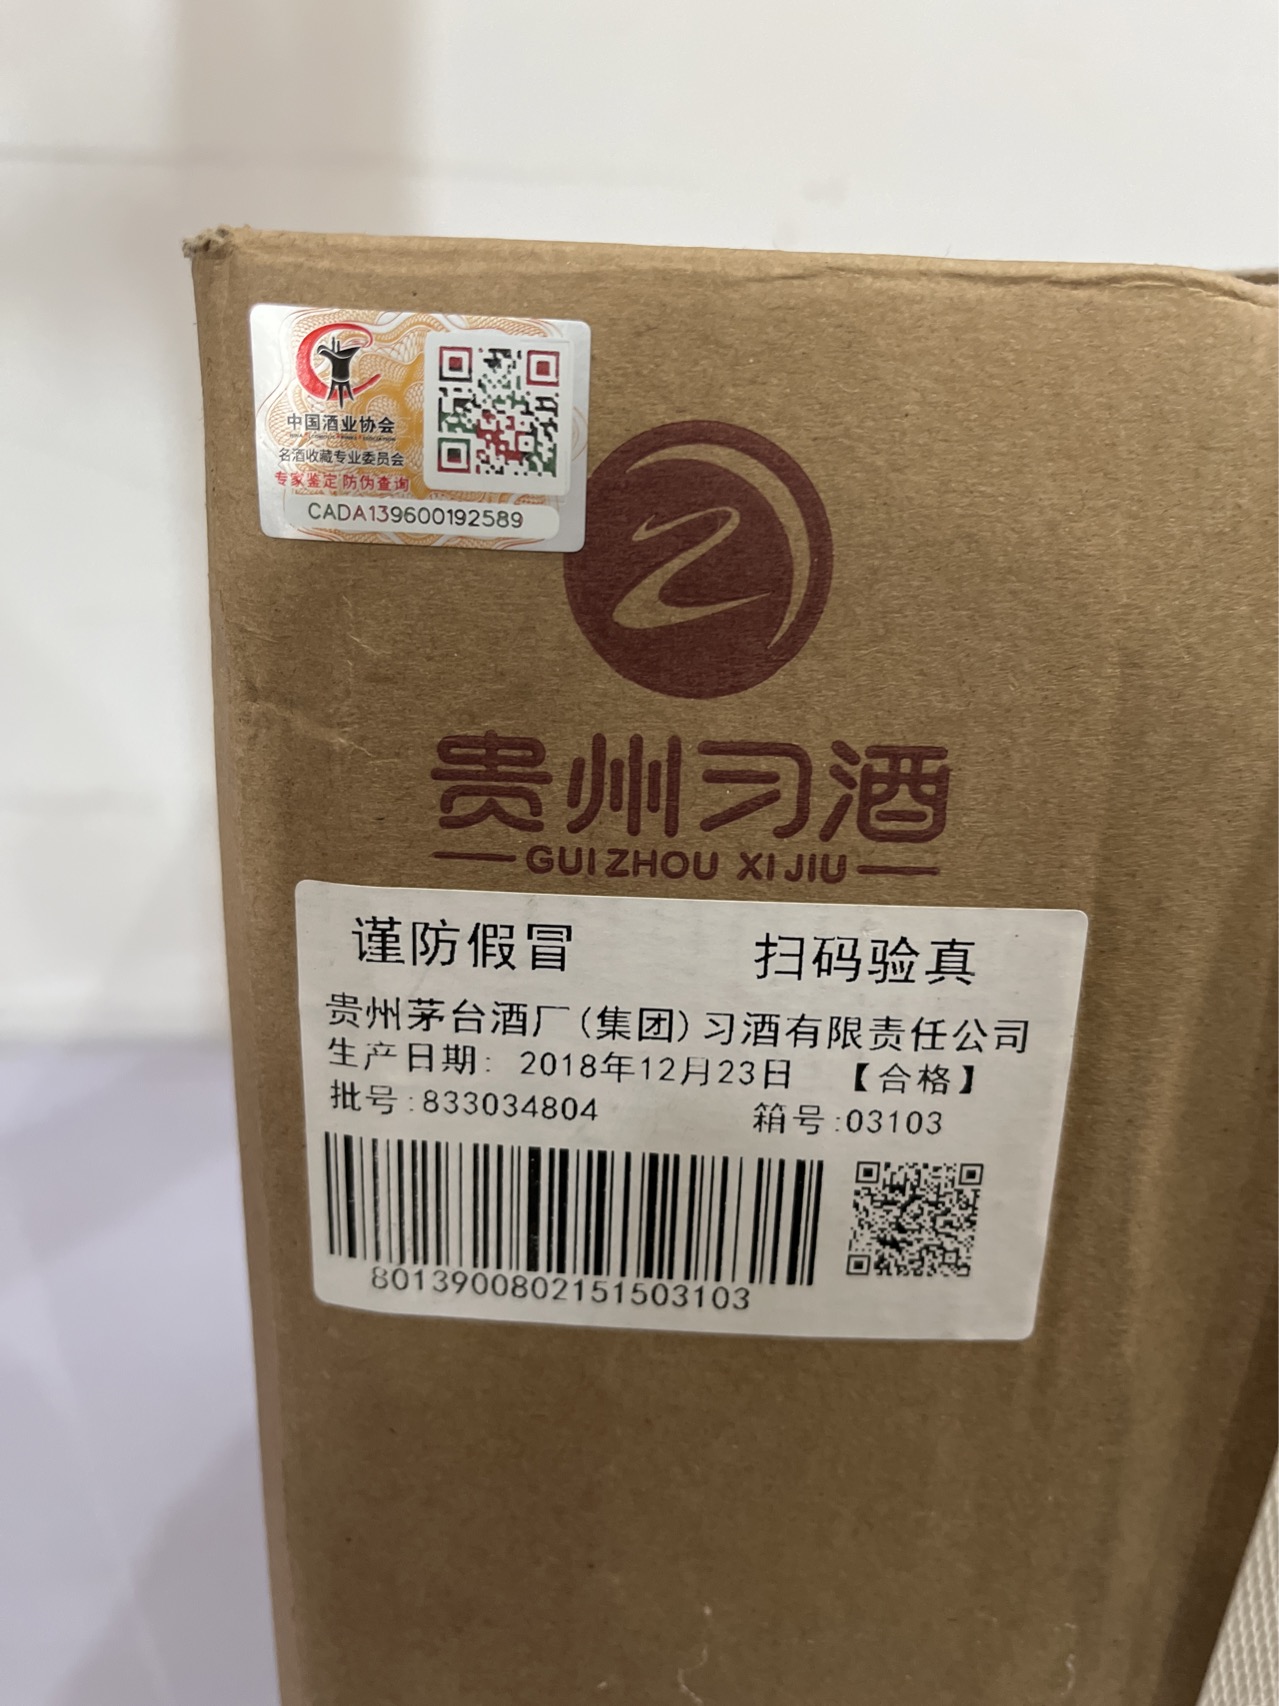 中国酒业协会
名酒收藏专业委员会
专家鉴定 防伪查询
CADA139600192589
贵州习酒
GUIZHOU XIJIU
谨防假冒 扫码验真
贵州茅台酒厂(集团)习酒有限责任公司
生产日期: 2018年12月23日 【合格】
批号:833034804 箱号:03103
8013900802151503103